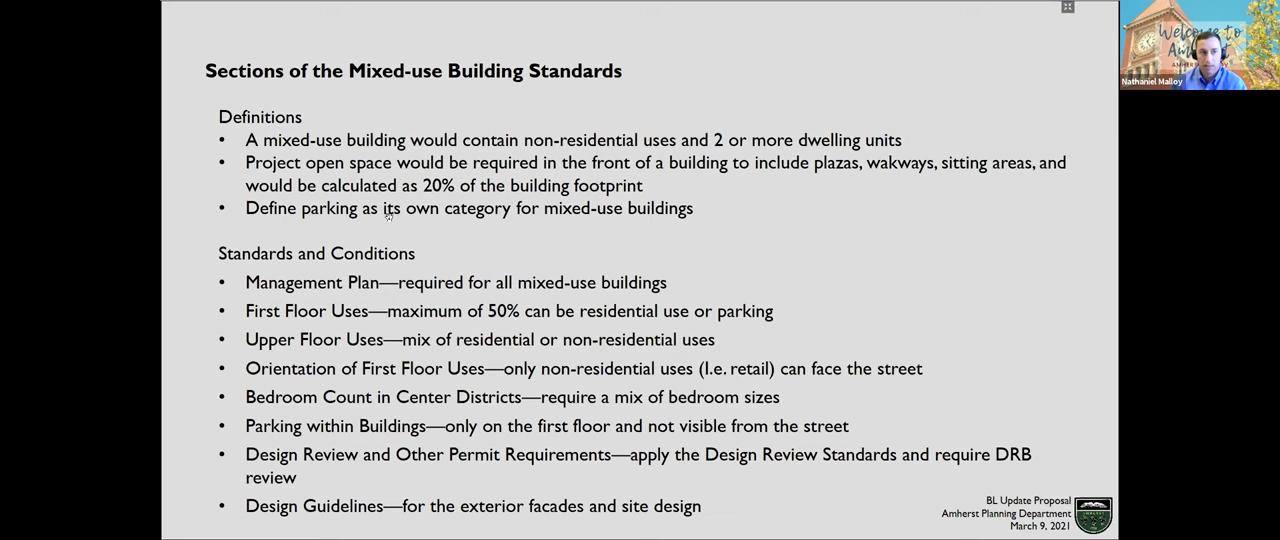 Sections of the Mixed-use Building Standards
Definitions
• A mixed-use building would contain non-residential uses and 2 or more dwelling units
• Project open space would be required in the front of a building to include plazas, wakways, sitting areas, and
would be calculated as 20% of the building footprint
• Define parking as its own category for mixed-use buildings
Standards and Conditions
• Management Plan—required for all mixed-use buildings
• First Floor Uses—maximum of 50% can be residential use or parking
• Upper Floor Uses—mix of residential or non-residential uses
• Orientation of First Floor Uses—only non-residential uses (I.e. retail) can face the street
• Bedroom Count in Center Districts—require a mix of bedroom sizes
• Parking within Buildings—only on the first floor and not visible from the street
• Design Review and Other Permit Requirements—apply the Design Review Standards and require DRB
review
• Design Guidelines—for the exterior facades and site design
BL Update Proposal
Amherst Planning Department
March 9, 2021
Welcome to
Nathaniel Malloy